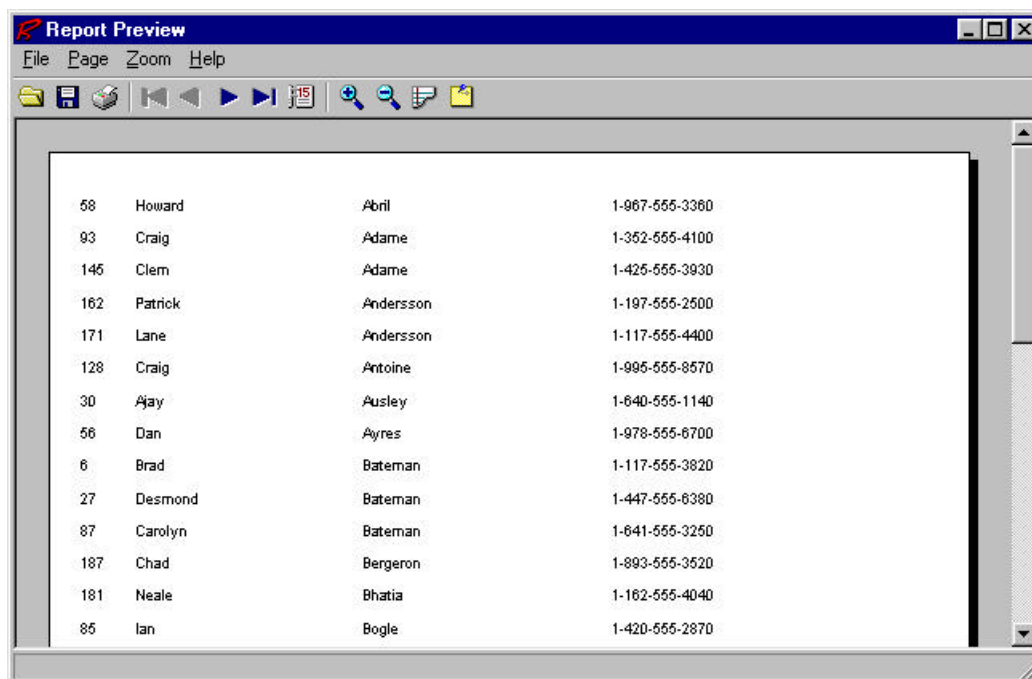 Report Preview
File Page Zoom Help
15
58 Howard Abril 1-967-555-3360
93 Craig Adame 1-352-555-4100
145 Clem Adame 1-425-555-3930
162 Patrick Andersson 1-197-555-2500
171 Lane Andersson 1-117-555-4400
128 Craig Antoine 1-995-555-8570
30 Ajay Ausley 1-640-555-1140
56 Dan Ayres 1-978-555-6700
6 Brad Bateman 1-117-555-3820
27 Desmond Bateman 1-447-555-6380
87 Carolyn Bateman 1-641-555-3250
187 Chad Bergeron 1-893-555-3520
181 Neale Bhatia 1-162-555-4040
85 Ian Bogle 1-420-555-2870